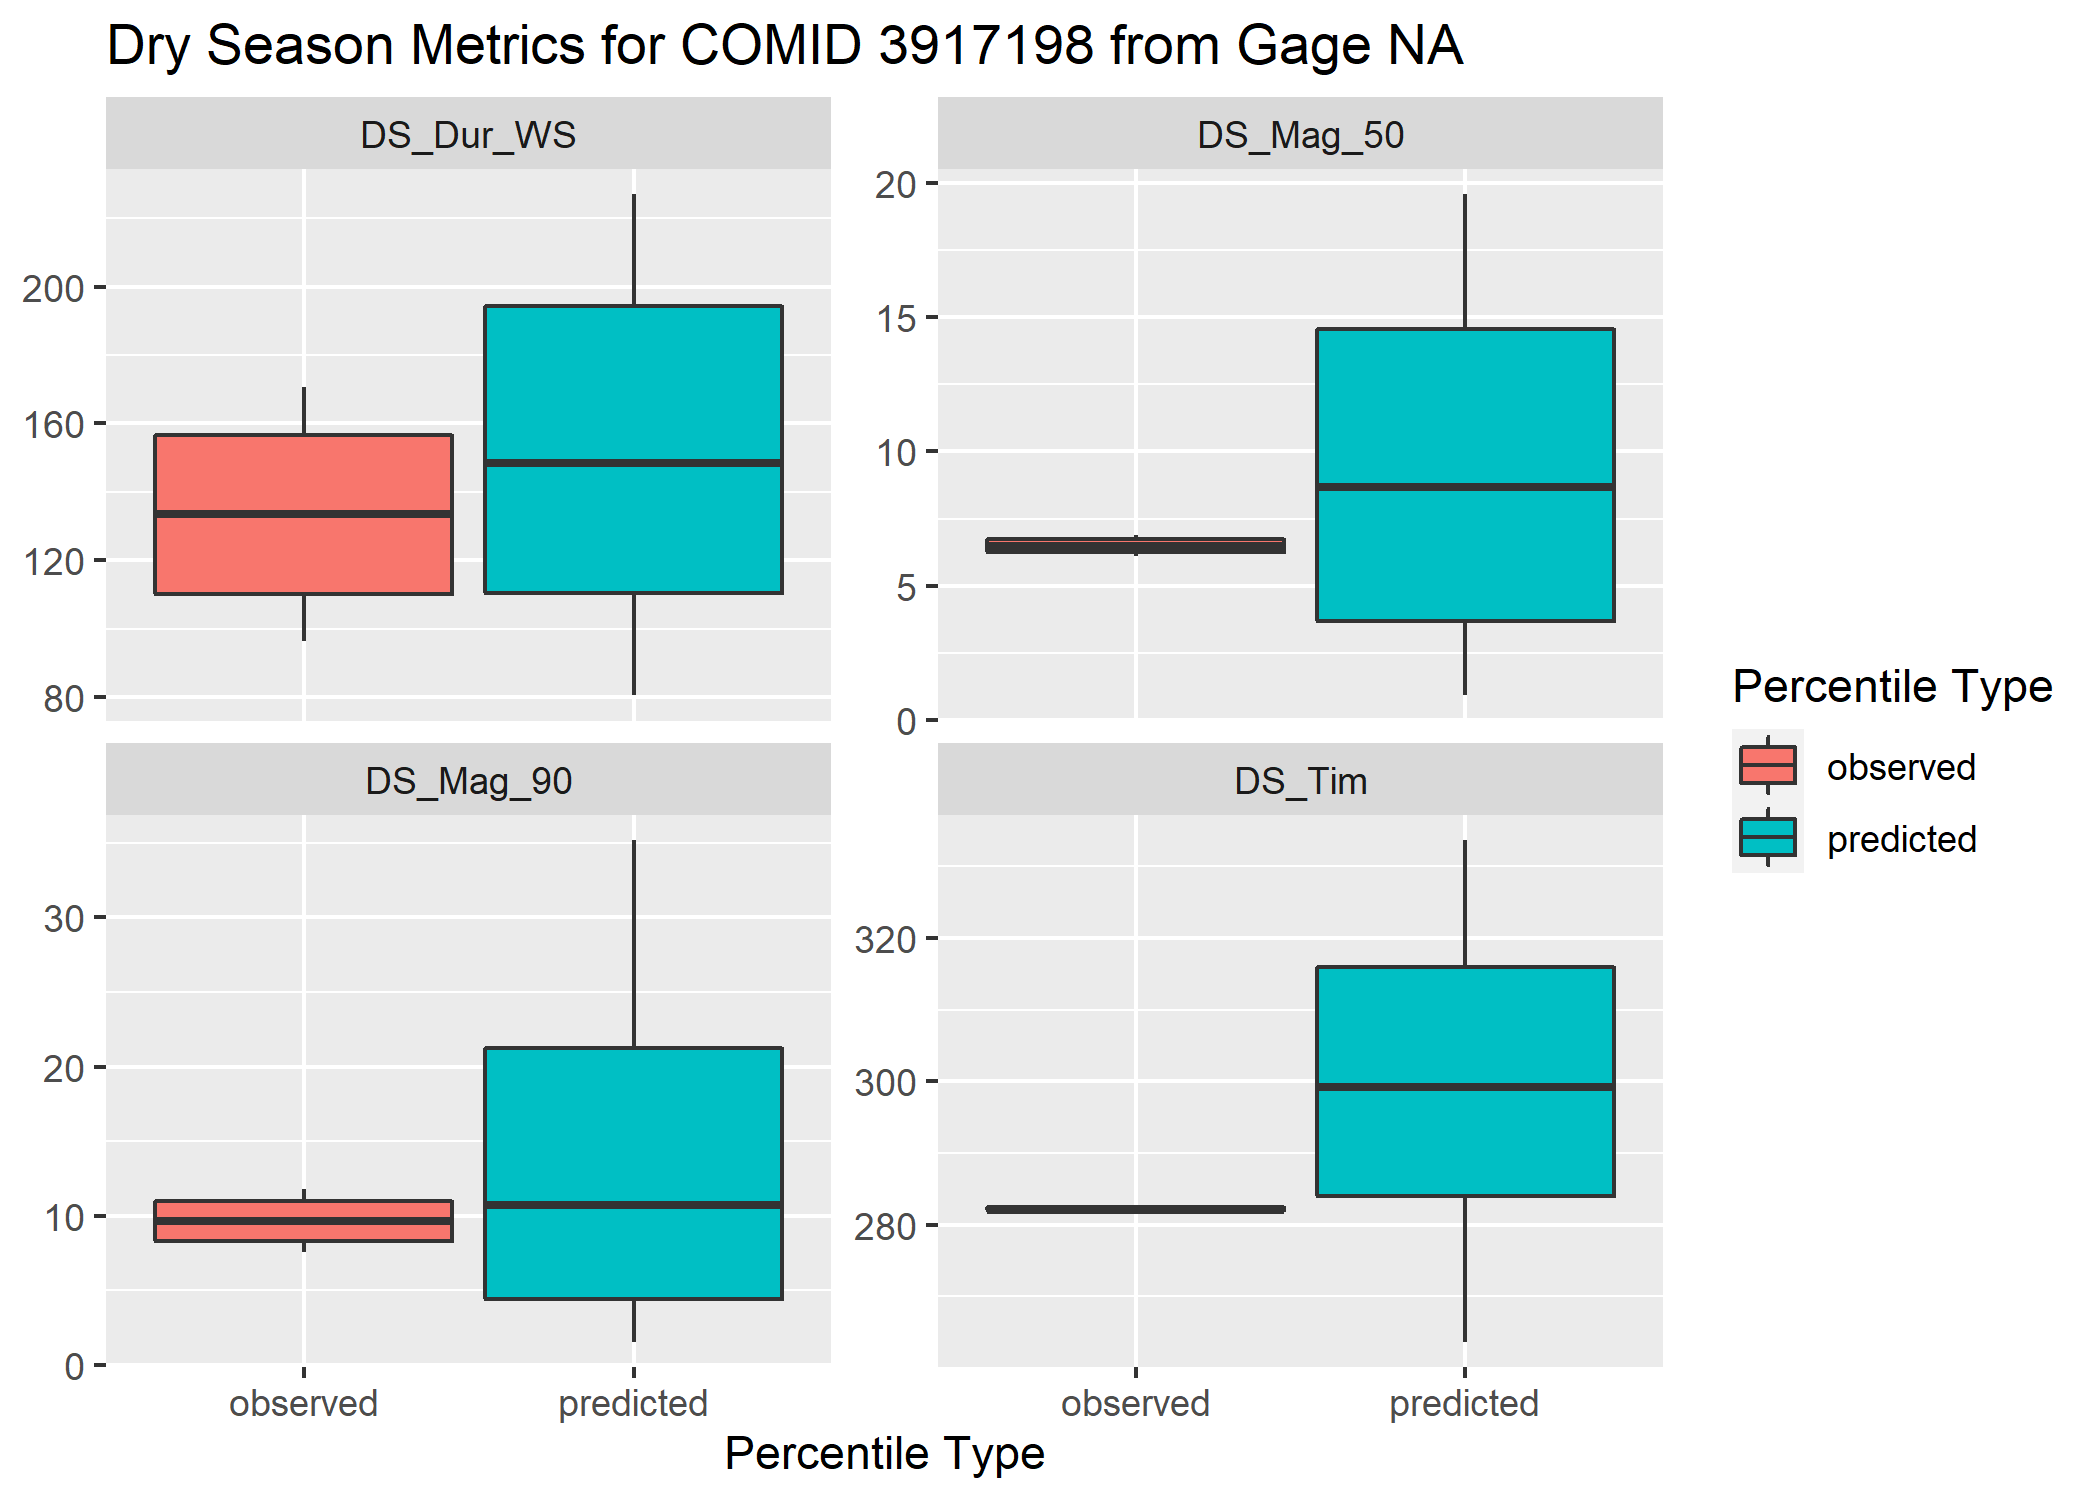 Dry Season Metrics for COMID 3917198 from Gage NA
DS_Dur_WS
200
160
120
80
DS_Mag_50
20
15
10
5
0
DS_Mag_90
30
20
10
0
observed
predicted
DS_Tim
320
300
280
observed
predicted
Percentile Type
Percentile Type
observed
predicted